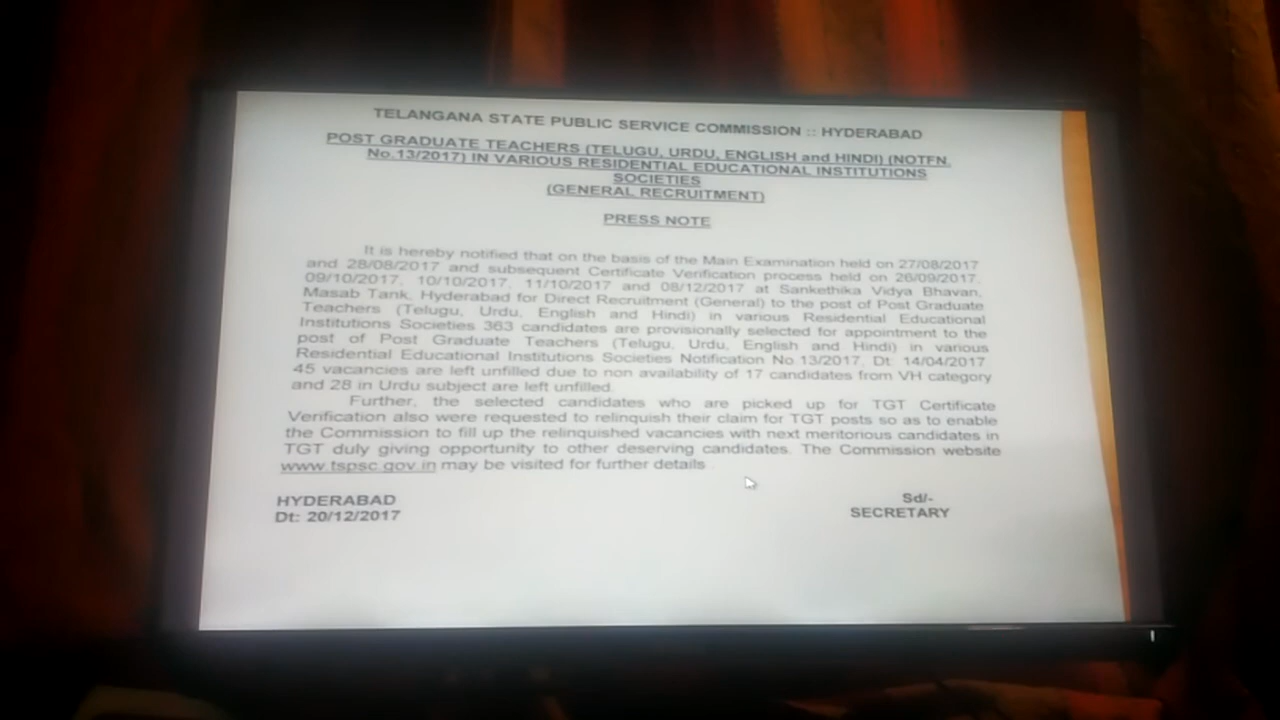 TELANGANA STATE PUBLIC SERVICE COMMISSION :: HYDERABAD
POST GRADUATE TEACHERS (TELUGU, URDU, ENGLISH and HINDI) (NOTFN.
No.13/2017) IN VARIOUS RESIDENTIAL EDUCATIONAL INSTITUTIONS
SOCIETIES
(GENERAL RECRUITMENT)
PRESS NOTE
It is hereby notified that on the basis of the Main Examination held on 27/08/2017
and 28/08/2017 and subsequent Certificate Verification process held on 26/09/2017,
09/10/2017, 10/10/2017, 11/10/2017 and 08/12/2017 at Sankethika Vidya Bhavan,
Masab Tank, Hyderabad for Direct Recruitment (General) to the post of Post Graduate
Teachers (Telugu, Urdu, English and Hindi) in various Residential Educational
Institutions Societies 363 candidates are provisionally selected for appointment to the
post of Post Graduate Teachers (Telugu, Urdu, English and Hindi) in various
Residential Educational Institutions Societies Notification No 13/2017, Dt: 14/04/2017
45 vacancies are left unfilled due to non availability of 17 candidates from VH category
and 28 in Urdu subject are left unfilled.
Further, the selected candidates who are picked up for TGT Certificate
Verification also were requested to relinquish their claim for TGT posts so as to enable
the Commission to fill up the relinquished vacancies with next meritorious candidates in
TGT duly giving opportunity to other deserving candidates. The Commission website
www.tspsc.gov.in may be visited for further details .
HYDERABAD
Dt: 20/12/2017
Sd/-
SECRETARY